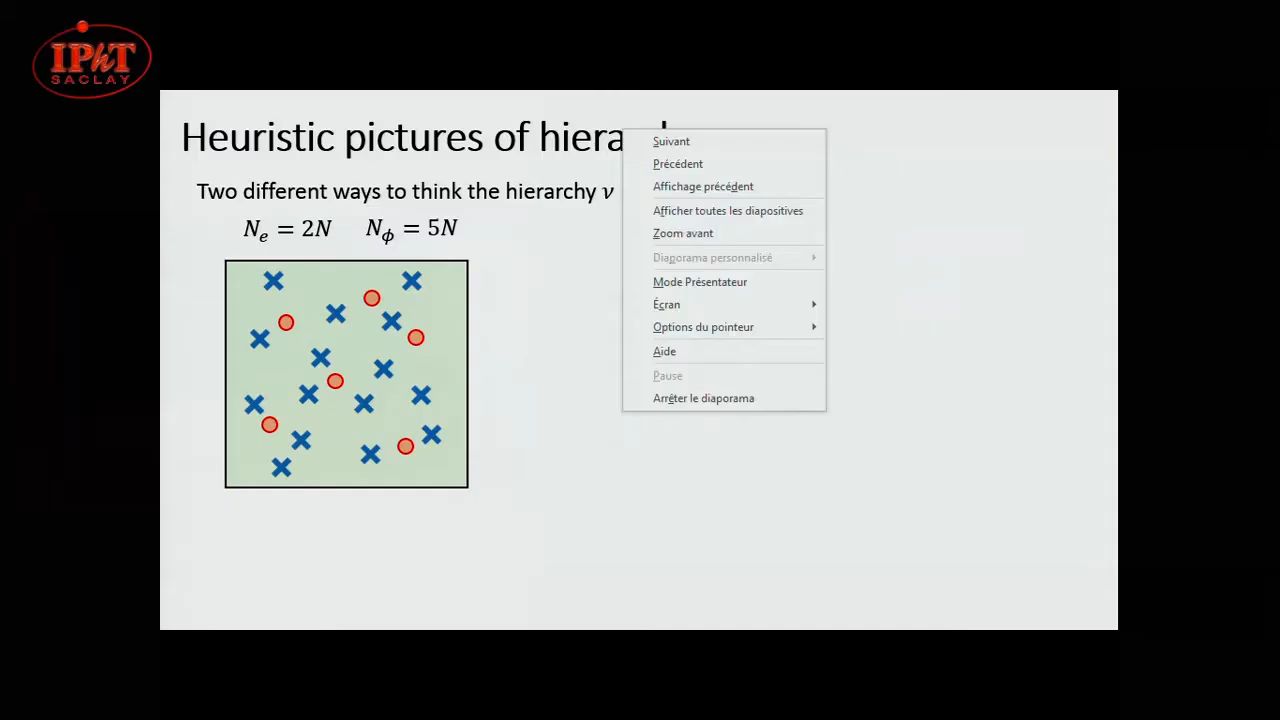 IPhT
SACLAY
Heuristic pictures of
Two different ways to think the hierarchy ν
N_e = 2N N_ϕ = 5N
Suivant
Précédent
Affichage précédent
Afficher toutes les diapositives
Zoom avant
Diaporama personnalisé
Mode Présentateur
Écran
Options du pointeur
Aide
Pause
Arrêter le diaporama